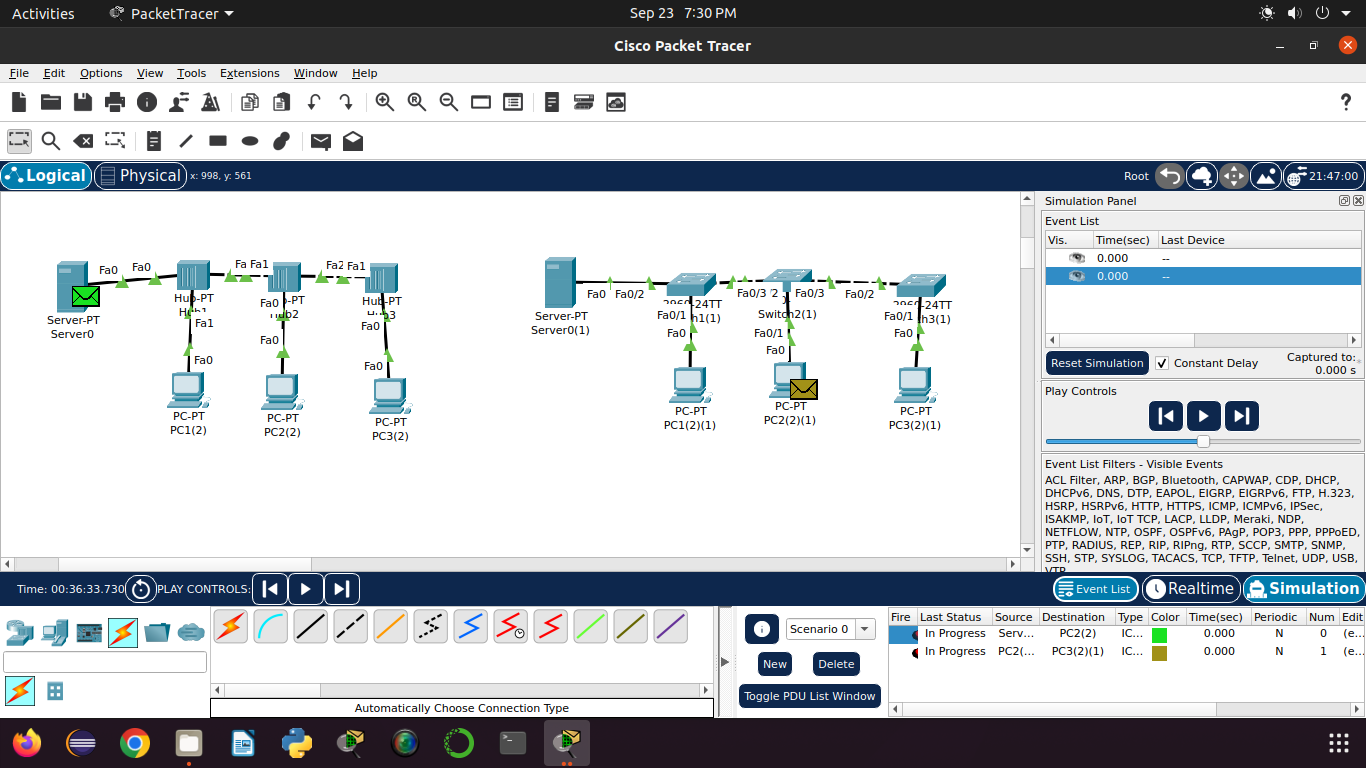 Activities PacketTracer Sep 23 7:30 PM
Cisco Packet Tracer
File Edit Options View Tools Extensions Window Help
?
Logical Physical x: 998, y: 561 Root 21:47:00
Fa0 Fa0 Fa Fa1 Fa2 Fa1
Server-PT
Server0
Hub-PT
Hub1
Fa1
Fa0
PC-PT
PC1(2)
Fa0 -PT
Hub2
Fa0
PC-PT
PC2(2)
Hub-PT
Fa0
Fa0
PC-PT
PC3(2)
Server-PT
Server0(1)
Fa0 Fa0/2 Fa0/3 /2 Fa0/3 Fa0/2
2960-24TT
h1(1)
Fa0/1
Fa0
PC-PT
PC1(2)(1)
Switch2(1)
Fa0/1
Fa0
PC-PT
PC2(2)(1)
2960-24TT
h3(1)
Fa0/1
Fa0
PC-PT
PC3(2)(1)
Simulation Panel
Event List
Vis. Time(sec) Last Device
0.000 --
0.000 --
Reset Simulation Constant Delay Captured to:
0.000 s
Play Controls
Event List Filters - Visible Events
ACL Filter, ARP, BGP, Bluetooth, CAPWAP, CDP, DHCP,
DHCPv6, DNS, DTP, EAPOL, EIGRP, EIGRPv6, FTP, H.323,
HSRP, HSRPv6, HTTP, HTTPS, ICMP, ICMPv6, IPSec,
ISAKMP, IoT, IoT TCP, LACP, LLDP, Meraki, NDP,
NETFLOW, NTP, OSPF, OSPFv6, PAgP, POP3, PPP, PPPoED,
PTP, RADIUS, REP, RIP, RIPng, RTP, SCCP, SMTP, SNMP,
SSH, STP, SYSLOG, TACACS, TCP, TFTP, Telnet, UDP, USB,
VTP
Time: 00:36:33.730 PLAY CONTROLS: Event List Realtime Simulation
Automatically Choose Connection Type
Scenario 0
New Delete
Toggle PDU List Window
Fire Last Status Source Destination Type Color Time(sec) Periodic Num Edit
In Progress Serv... PC2(2) IC... 0.000 N 0 (e...
In Progress PC2(... PC3(2)(1) IC... 0.000 N 1 (e...